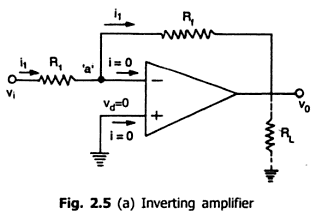 i₁
i₁ R₁ 'a' i = 0 R_f
v_i v_d=0 − v₀
i = 0 + R_L
Fig. 2.5 (a) Inverting amplifier